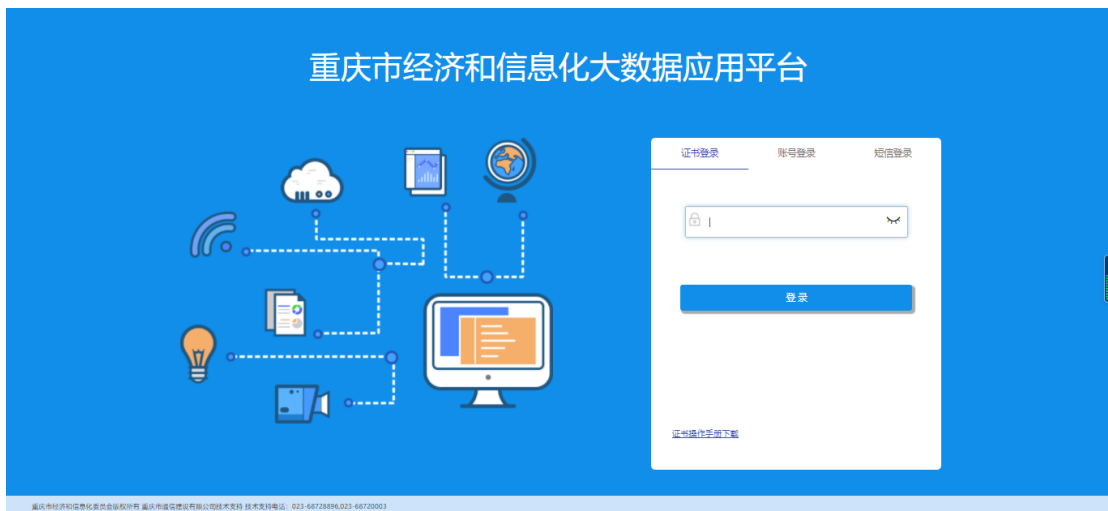 重庆市经济和信息化大数据应用平台
证书登录 账号登录 短信登录
登录
证书操作手册下载
重庆市经济和信息化委员会版权所有 重庆市通信建设有限公司技术支持 技术支持电话：023-68728896,023-68720003